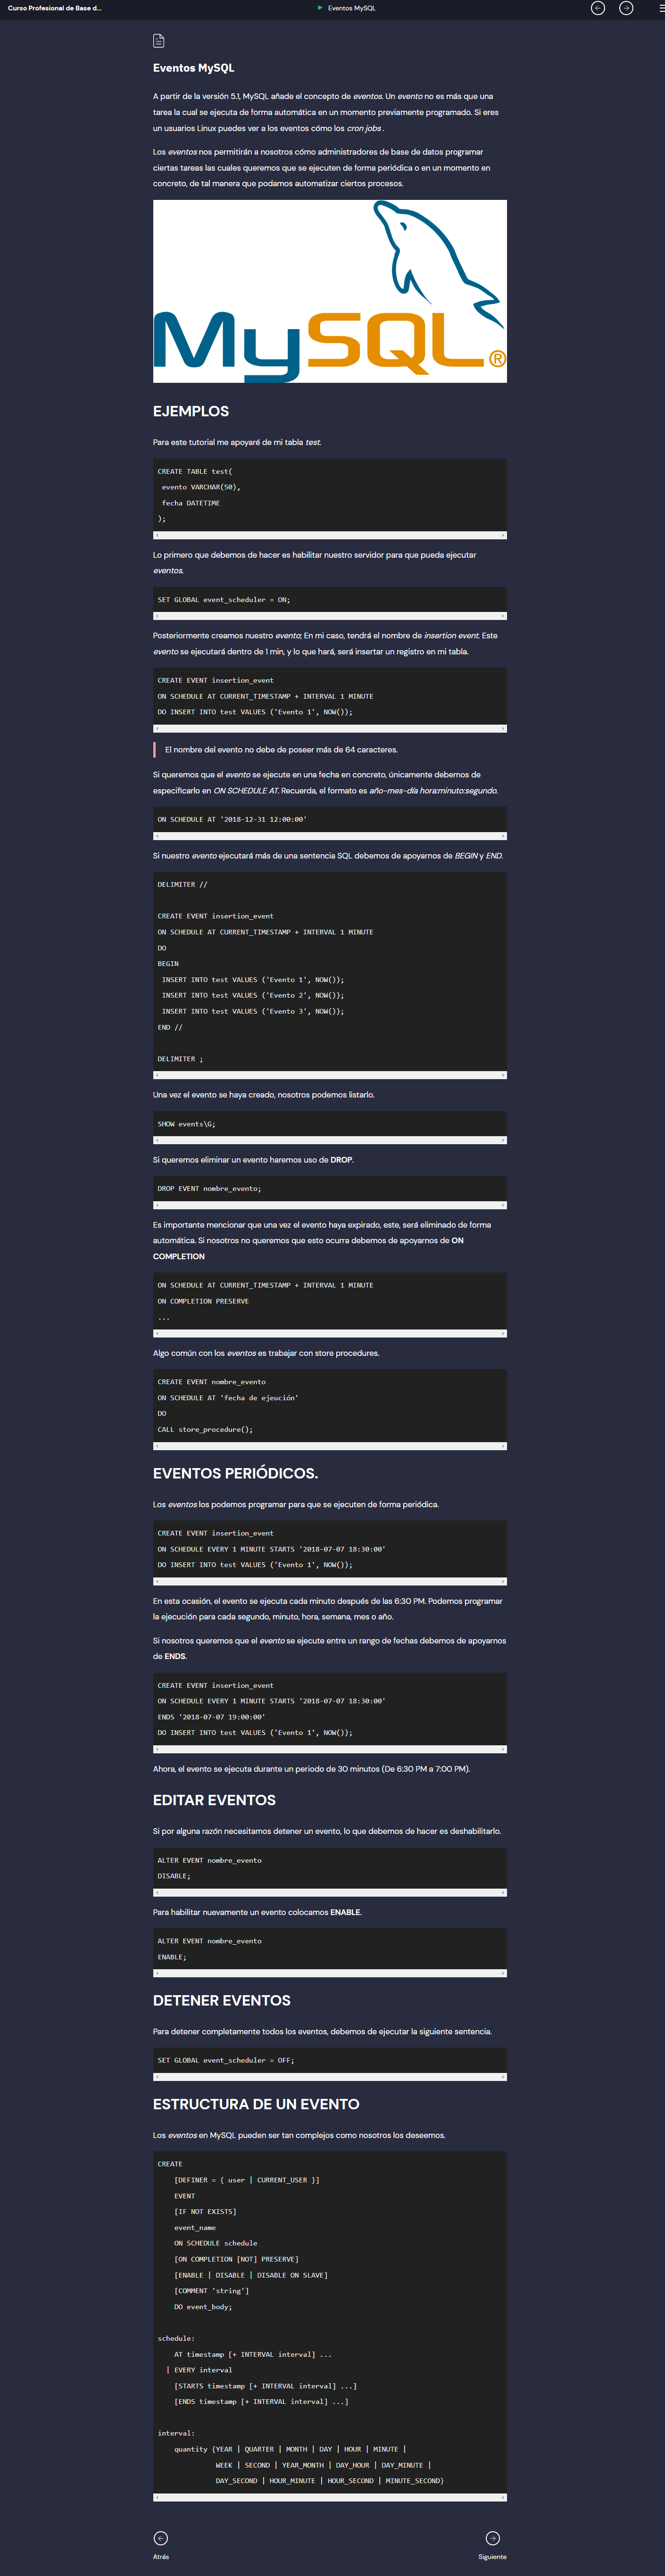 Curso Profesional de Base d...
Eventos MySQL
Eventos MySQL
A partir de la versión 5.1, MySQL añade el concepto de eventos. Un evento no es más que una
tarea la cual se ejecuta de forma automática en un momento previamente programado. Si eres
un usuarios Linux puedes ver a los eventos cómo los cron jobs .
Los eventos nos permitirán a nosotros cómo administradores de base de datos programar
ciertas tareas las cuales queremos que se ejecuten de forma periódica o en un momento en
concreto, de tal manera que podamos automatizar ciertos procesos.
MySQL®
EJEMPLOS
Para este tutorial me apoyaré de mi tabla test.
CREATE TABLE test(
evento VARCHAR(50),
fecha DATETIME
);
Lo primero que debemos de hacer es habilitar nuestro servidor para que pueda ejecutar
eventos.
SET GLOBAL event_scheduler = ON;
Posteriormente creamos nuestro evento; En mi caso, tendrá el nombre de insertion event. Este
evento se ejecutará dentro de 1 min, y lo que hará, será insertar un registro en mi tabla.
CREATE EVENT insertion_event
ON SCHEDULE AT CURRENT_TIMESTAMP + INTERVAL 1 MINUTE
DO INSERT INTO test VALUES ('Evento 1', NOW());
El nombre del evento no debe de poseer más de 64 caracteres.
Si queremos que el evento se ejecute en una fecha en concreto, únicamente debemos de
especificarlo en ON SCHEDULE AT. Recuerda, el formato es año-mes-día hora:minuto:segundo.
ON SCHEDULE AT '2018-12-31 12:00:00'
Si nuestro evento ejecutará más de una sentencia SQL debemos de apoyarnos de BEGIN y END.
DELIMITER //
CREATE EVENT insertion_event
ON SCHEDULE AT CURRENT_TIMESTAMP + INTERVAL 1 MINUTE
DO
BEGIN
INSERT INTO test VALUES ('Evento 1', NOW());
INSERT INTO test VALUES ('Evento 2', NOW());
INSERT INTO test VALUES ('Evento 3', NOW());
END //
DELIMITER ;
Una vez el evento se haya creado, nosotros podemos listarlo.
SHOW events\G;
Si queremos eliminar un evento haremos uso de DROP.
DROP EVENT nombre_evento;
Es importante mencionar que una vez el evento haya expirado, este, será eliminado de forma
automática. Si nosotros no queremos que esto ocurra debemos de apoyarnos de ON
COMPLETION
ON SCHEDULE AT CURRENT_TIMESTAMP + INTERVAL 1 MINUTE
ON COMPLETION PRESERVE
...
Algo común con los eventos es trabajar con store procedures.
CREATE EVENT nombre_evento
ON SCHEDULE AT 'fecha de ejeución'
DO
CALL store_procedure();
EVENTOS PERIÓDICOS.
Los eventos los podemos programar para que se ejecuten de forma periódica.
CREATE EVENT insertion_event
ON SCHEDULE EVERY 1 MINUTE STARTS '2018-07-07 18:30:00'
DO INSERT INTO test VALUES ('Evento 1', NOW());
En esta ocasión, el evento se ejecuta cada minuto después de las 6:30 PM. Podemos programar
la ejecución para cada segundo, minuto, hora, semana, mes o año.
Si nosotros queremos que el evento se ejecute entre un rango de fechas debemos de apoyarnos
de ENDS.
CREATE EVENT insertion_event
ON SCHEDULE EVERY 1 MINUTE STARTS '2018-07-07 18:30:00'
ENDS '2018-07-07 19:00:00'
DO INSERT INTO test VALUES ('Evento 1', NOW());
Ahora, el evento se ejecuta durante un periodo de 30 minutos (De 6:30 PM a 7:00 PM).
EDITAR EVENTOS
Si por alguna razón necesitamos detener un evento, lo que debemos de hacer es deshabilitarlo.
ALTER EVENT nombre_evento
DISABLE;
Para habilitar nuevamente un evento colocamos ENABLE.
ALTER EVENT nombre_evento
ENABLE;
DETENER EVENTOS
Para detener completamente todos los eventos, debemos de ejecutar la siguiente sentencia.
SET GLOBAL event_scheduler = OFF;
ESTRUCTURA DE UN EVENTO
Los eventos en MySQL pueden ser tan complejos como nosotros los deseemos.
CREATE
[DEFINER = { user | CURRENT_USER }]
EVENT
[IF NOT EXISTS]
event_name
ON SCHEDULE schedule
[ON COMPLETION [NOT] PRESERVE]
[ENABLE | DISABLE | DISABLE ON SLAVE]
[COMMENT 'string']
DO event_body;
schedule:
AT timestamp [+ INTERVAL interval] ...
| EVERY interval
[STARTS timestamp [+ INTERVAL interval] ...]
[ENDS timestamp [+ INTERVAL interval] ...]
interval:
quantity {YEAR | QUARTER | MONTH | DAY | HOUR | MINUTE |
WEEK | SECOND | YEAR_MONTH | DAY_HOUR | DAY_MINUTE |
DAY_SECOND | HOUR_MINUTE | HOUR_SECOND | MINUTE_SECOND}
Atrás
Siguiente